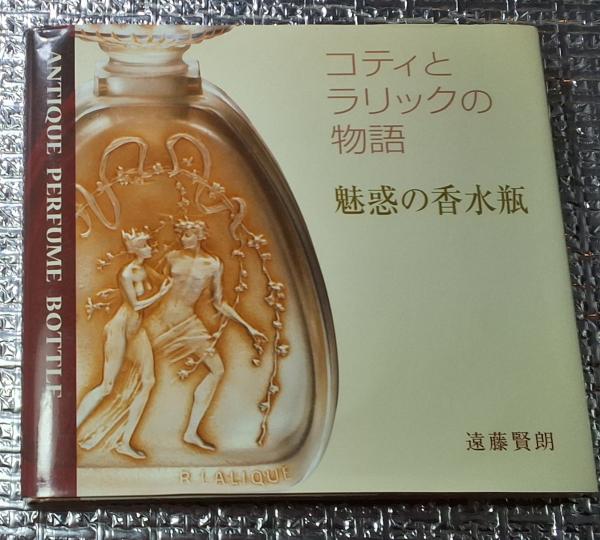 ANTIQUE PERFUME BOTTLE
コティと
ラリックの
物語
魅惑の香水瓶
R LALIQUE
遠藤賢朗